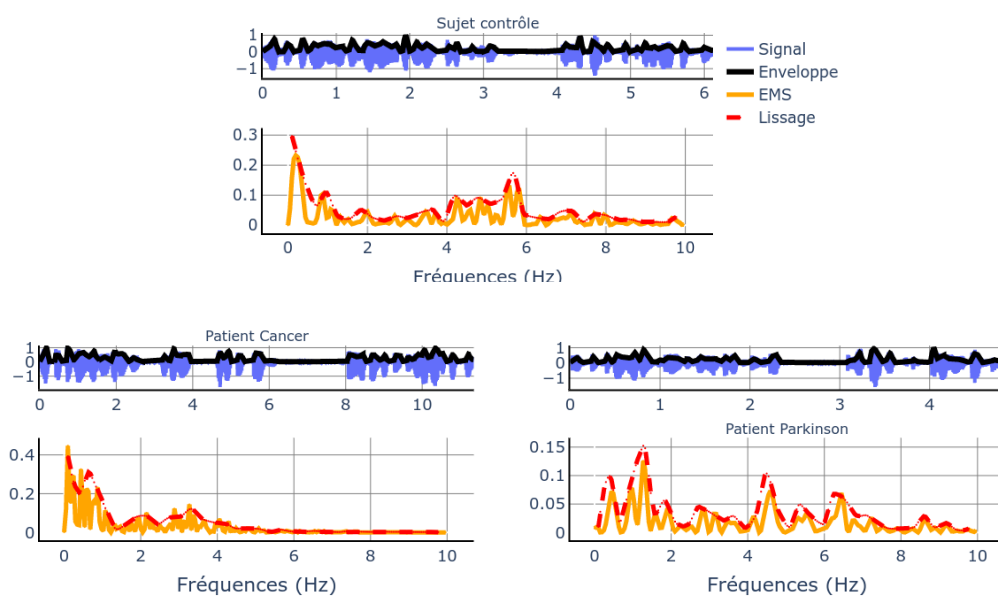 Sujet contrôle
1
0
−1
0 1 2 3 4 5 6
Signal
Enveloppe
EMS
Lissage
0.3
0.2
0.1
0
0 2 4 6 8 10
Fréquences (Hz)
Patient Cancer
1
0
−1
0 2 4 6 8 10
1
0
−1
0 1 2 3 4
0.4
0.2
0
0 2 4 6 8 10
Fréquences (Hz)
Patient Parkinson
0.15
0.1
0.05
0
0 2 4 6 8 10
Fréquences (Hz)